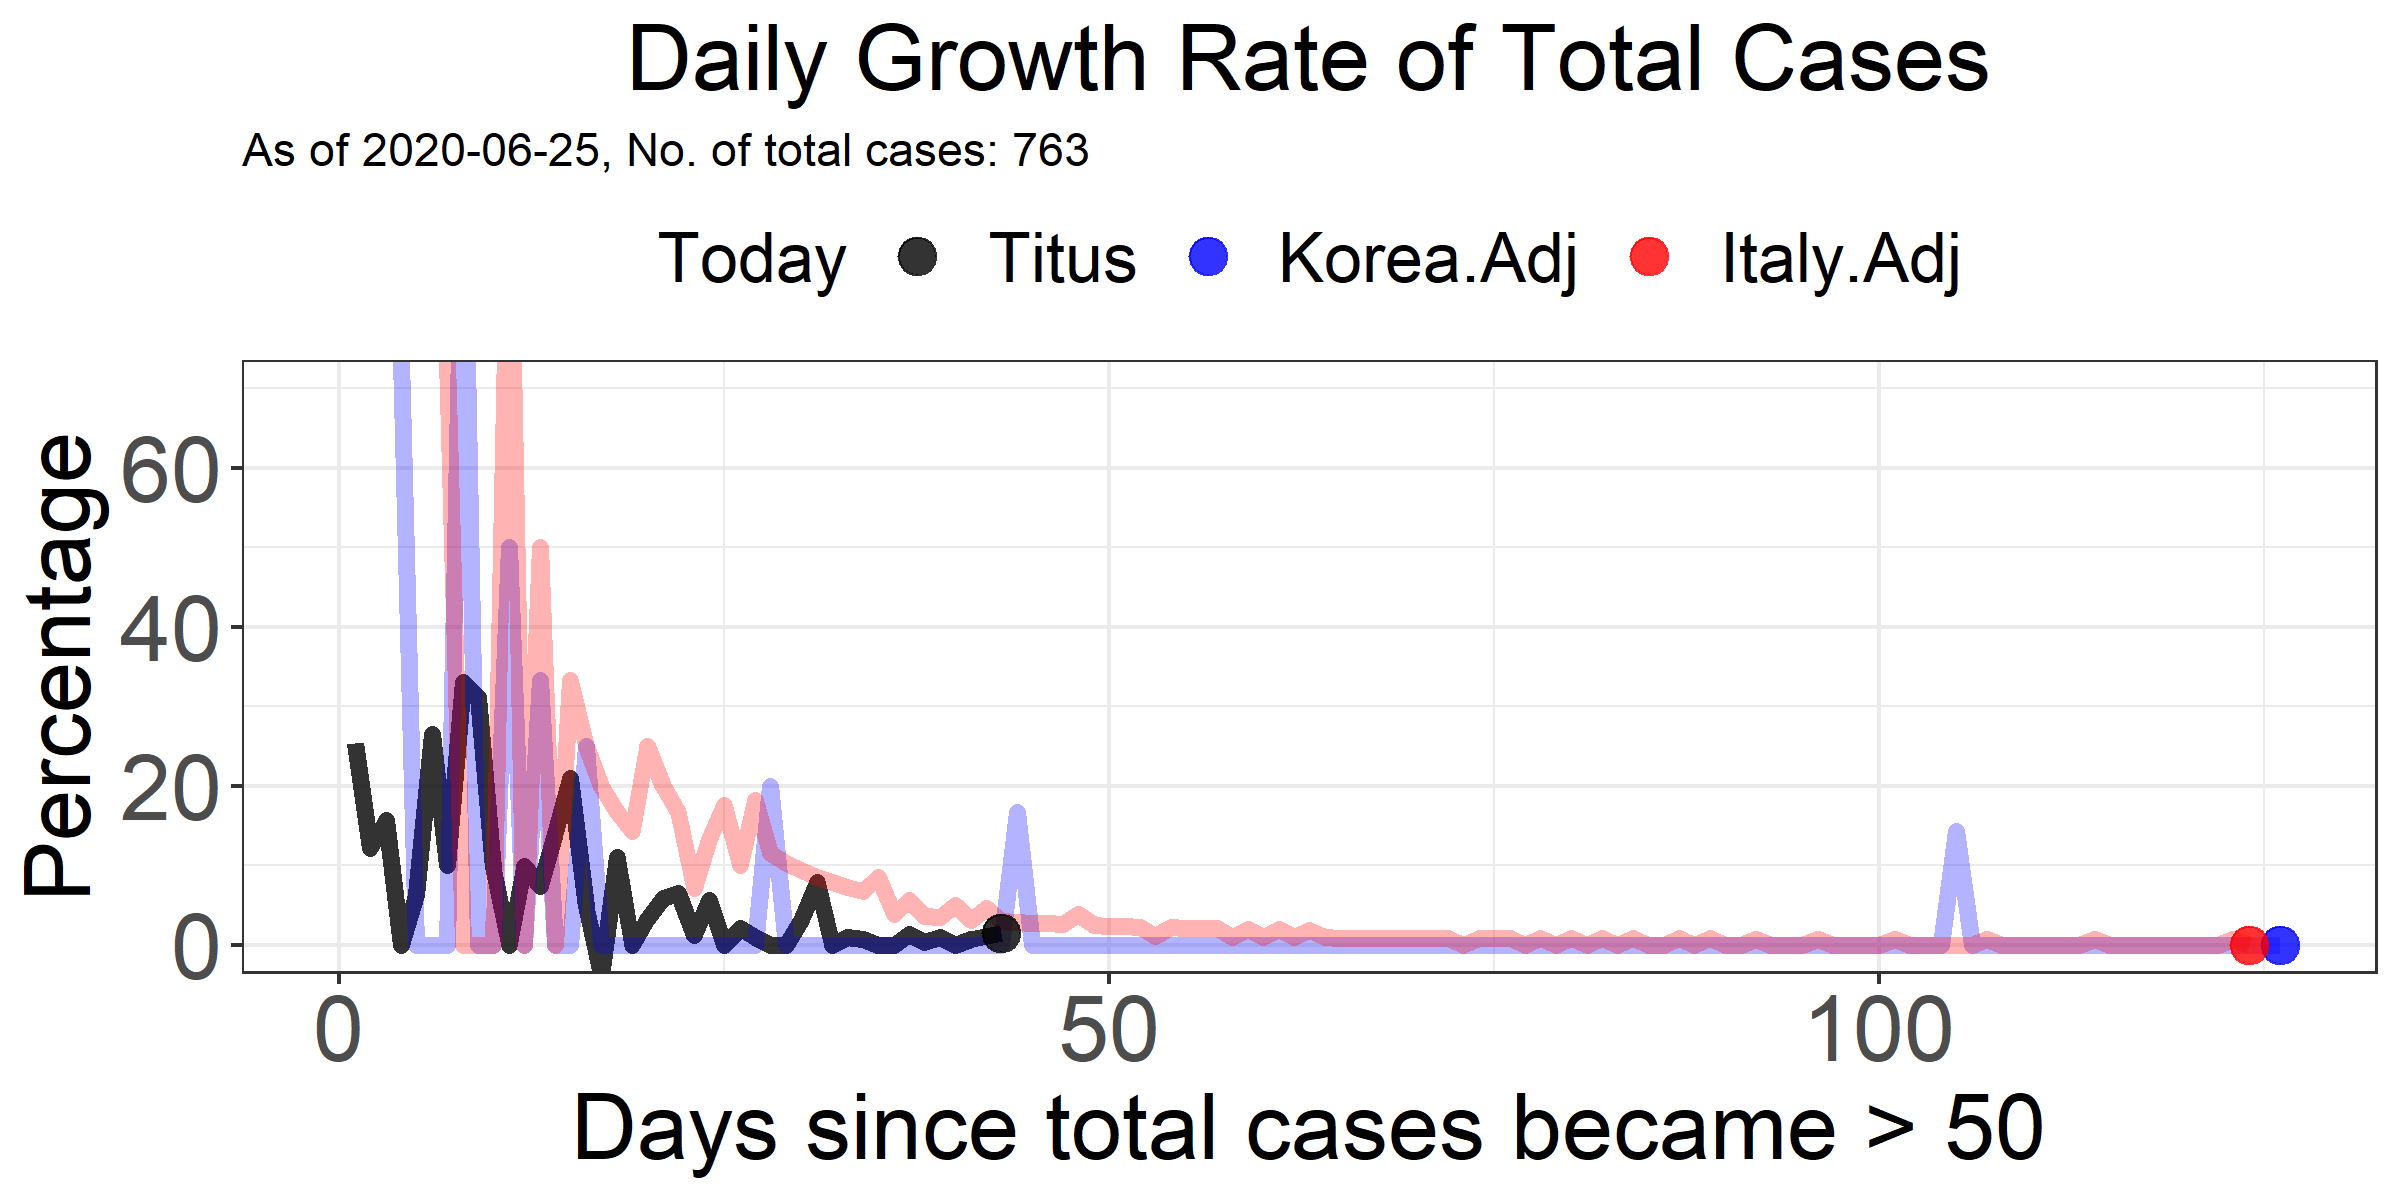 Daily Growth Rate of Total Cases
As of 2020-06-25, No. of total cases: 763
Today Titus Korea.Adj Italy.Adj
Percentage
60
40
20
0
0 50 100
Days since total cases became > 50